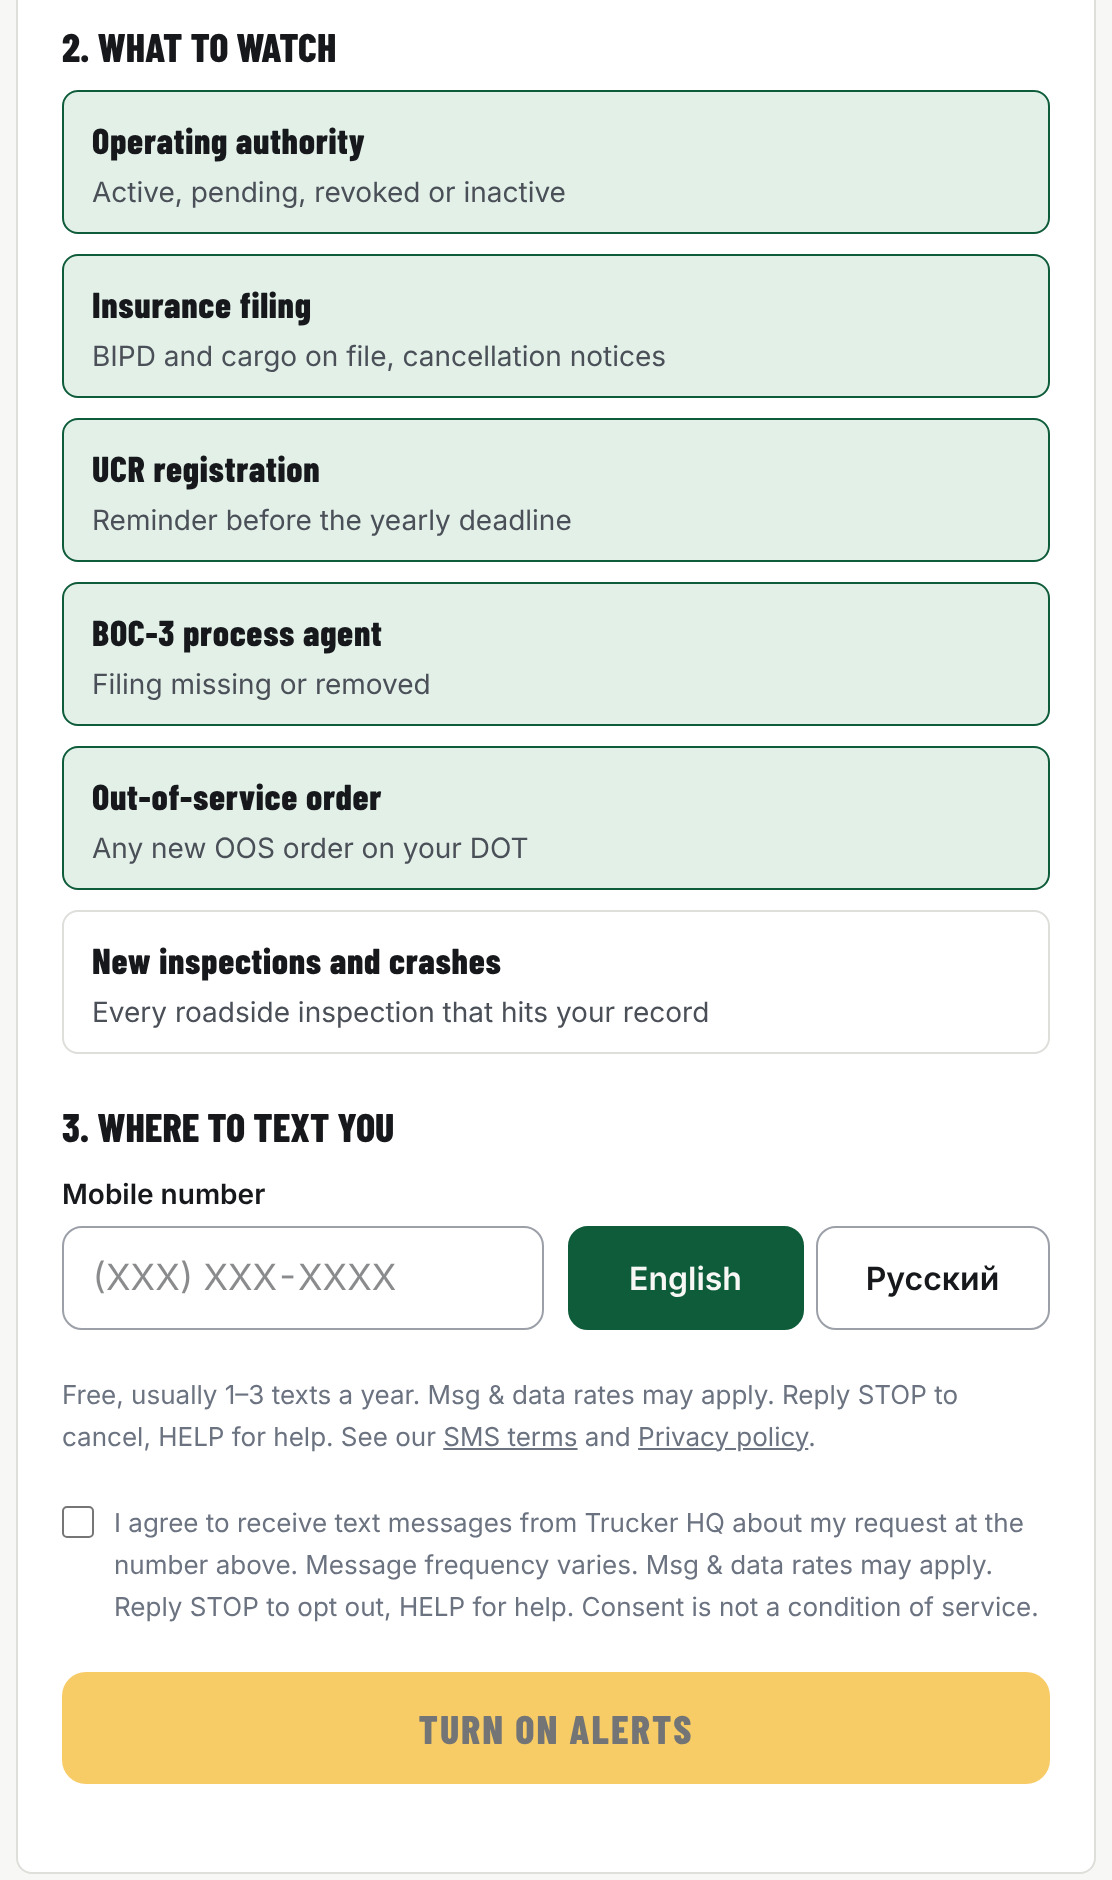 2. WHAT TO WATCH
Operating authority
Active, pending, revoked or inactive
Insurance filing
BIPD and cargo on file, cancellation notices
UCR registration
Reminder before the yearly deadline
BOC-3 process agent
Filing missing or removed
Out-of-service order
Any new OOS order on your DOT
New inspections and crashes
Every roadside inspection that hits your record
3. WHERE TO TEXT YOU
Mobile number
(XXX) XXX-XXXX
English
Русский
Free, usually 1–3 texts a year. Msg & data rates may apply. Reply STOP to
cancel, HELP for help. See our SMS terms and Privacy policy.
I agree to receive text messages from Trucker HQ about my request at the
number above. Message frequency varies. Msg & data rates may apply.
Reply STOP to opt out, HELP for help. Consent is not a condition of service.
TURN ON ALERTS